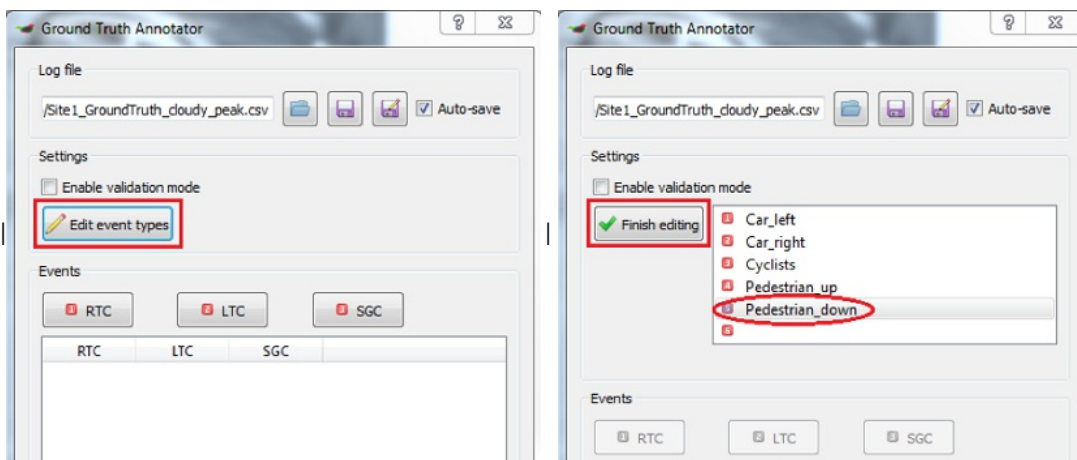 Ground Truth Annotator
Log file
/Site1_GroundTruth_cloudy_peak.csv
Auto-save
Settings
Enable validation mode
Edit event types
Events
1 RTC
2 LTC
3 SGC
RTC LTC SGC
Ground Truth Annotator
Log file
/Site1_GroundTruth_cloudy_peak.csv
Auto-save
Settings
Enable validation mode
Finish editing
1 Car_left
2 Car_right
3 Cyclists
4 Pedestrian_up
Pedestrian_down
Events
1 RTC
2 LTC
3 SGC